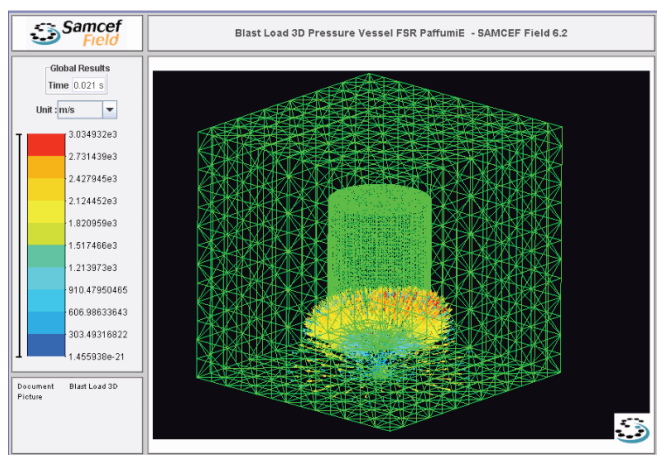 Samcef
Field
Blast Load 3D Pressure Vessel FSR PaffumiE - SAMCEF Field 6.2
Global Results
Time 0.021 s
Unit : m/s
3.034932e3
2.731439e3
2.427945e3
2.124452e3
1.820959e3
1.517466e3
1.213973e3
910.47950465
606.98633643
303.49316822
1.455938e-21
Document Blast Load 3D
Picture